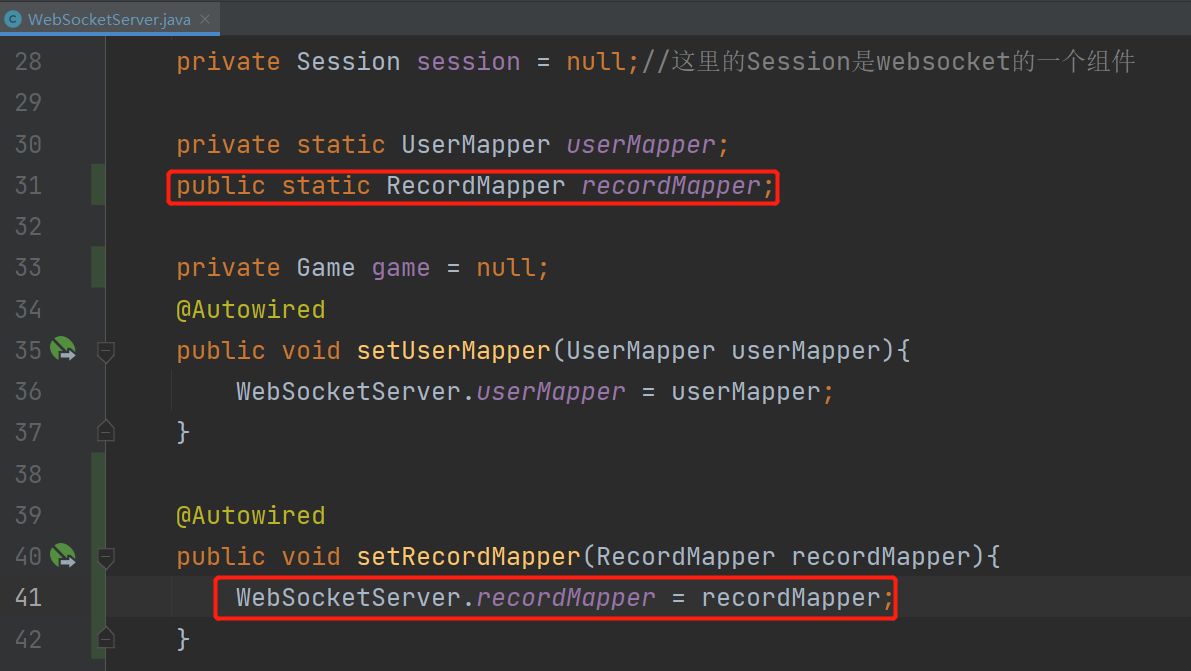 WebSocketServer.java
28 private Session session = null;//这里的Session是websocket的一个组件
29
30 private static UserMapper userMapper;
31 public static RecordMapper recordMapper;
32
33 private Game game = null;
34 @Autowired
35 public void setUserMapper(UserMapper userMapper){
36 WebSocketServer.userMapper = userMapper;
37 }
38
39 @Autowired
40 public void setRecordMapper(RecordMapper recordMapper){
41 WebSocketServer.recordMapper = recordMapper;
42 }